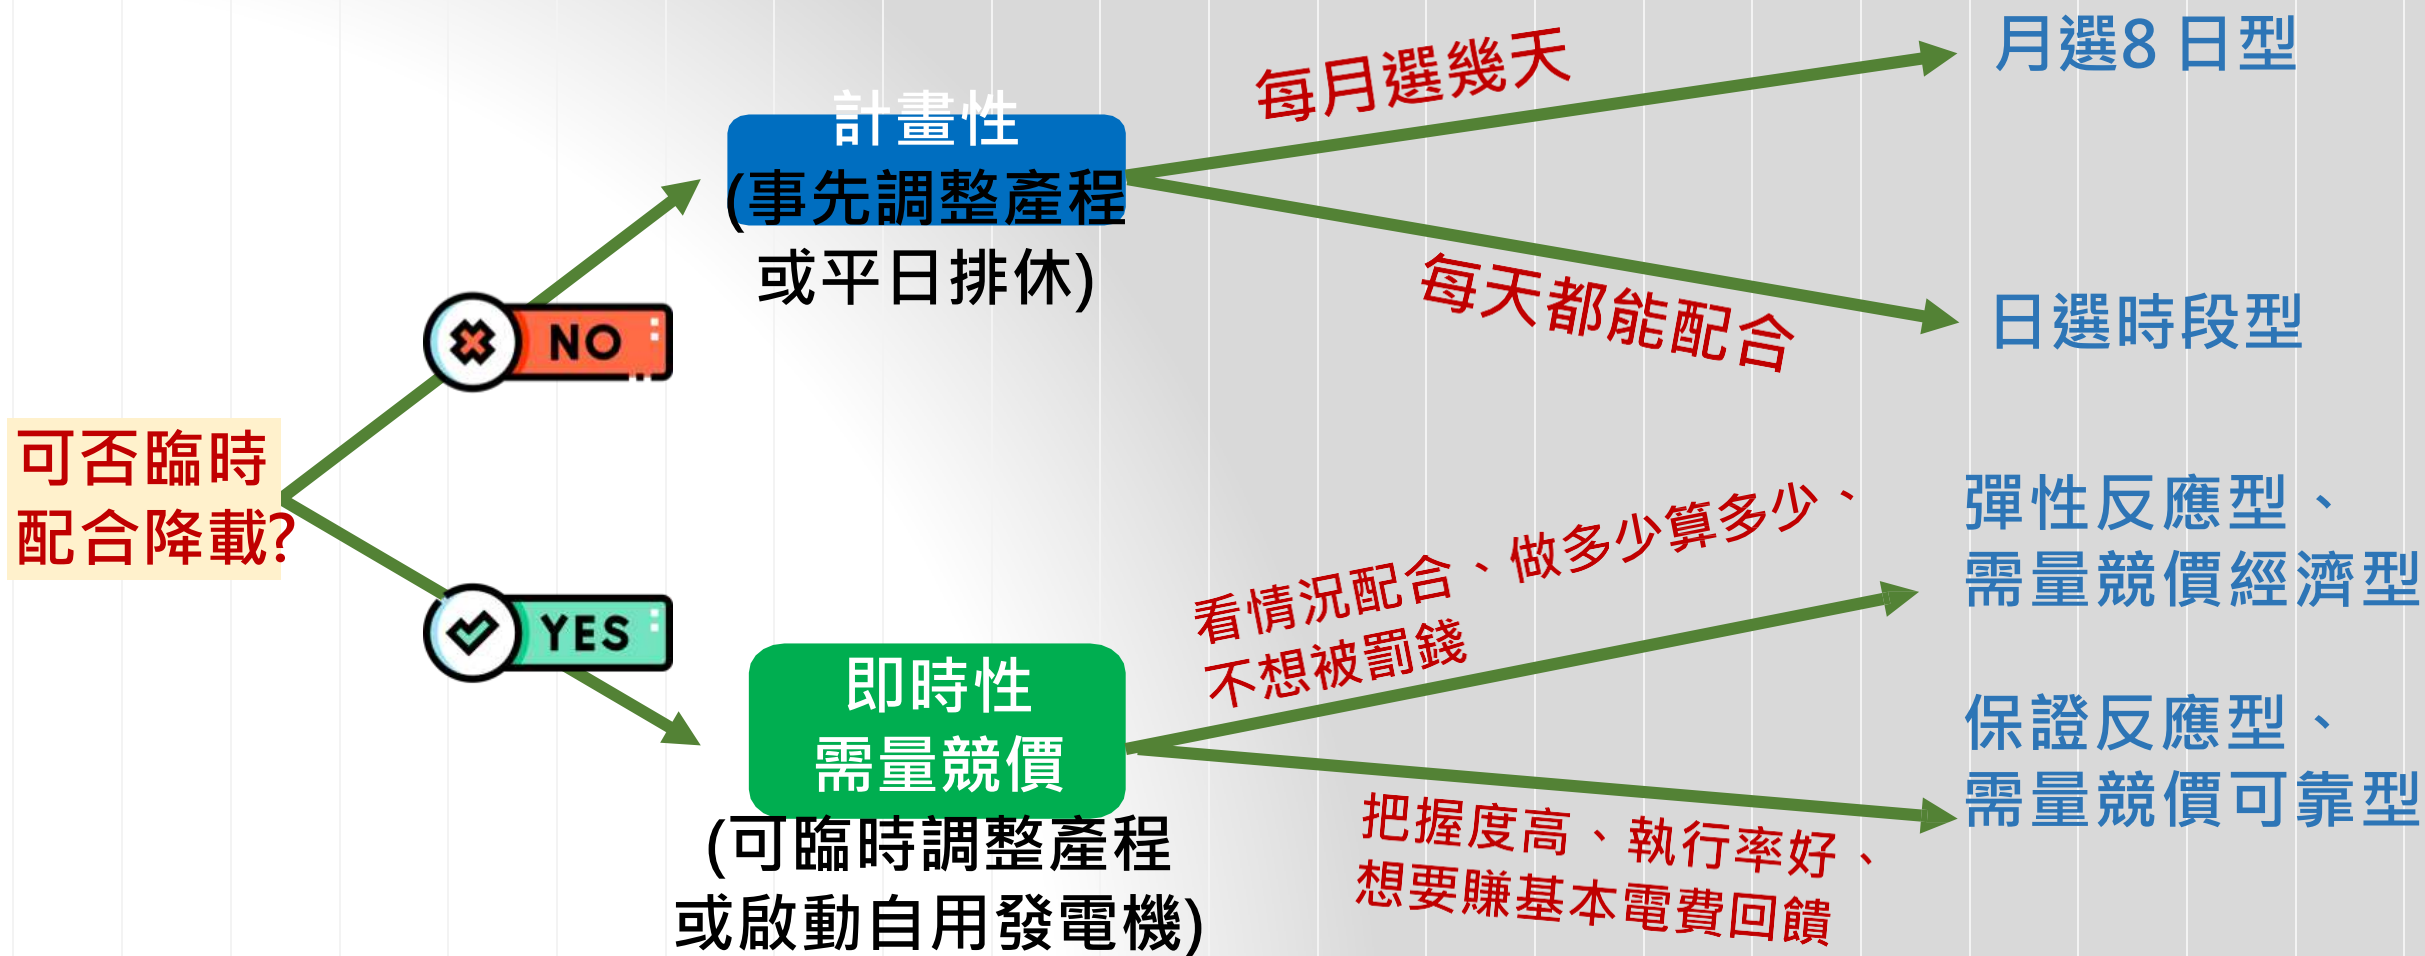 可否臨時
配合降載?
NO
YES
計畫性
(事先調整產程
或平日排休)
每月選幾天
每天都能配合
月選8 日型
日選時段型
即時性
需量競價
(可臨時調整產程
或啟動自用發電機)
看情況配合、做多少算多少、
不想被罰錢
把握度高、執行率好、
想要賺基本電費回饋
彈性反應型、
需量競價經濟型
保證反應型、
需量競價可靠型